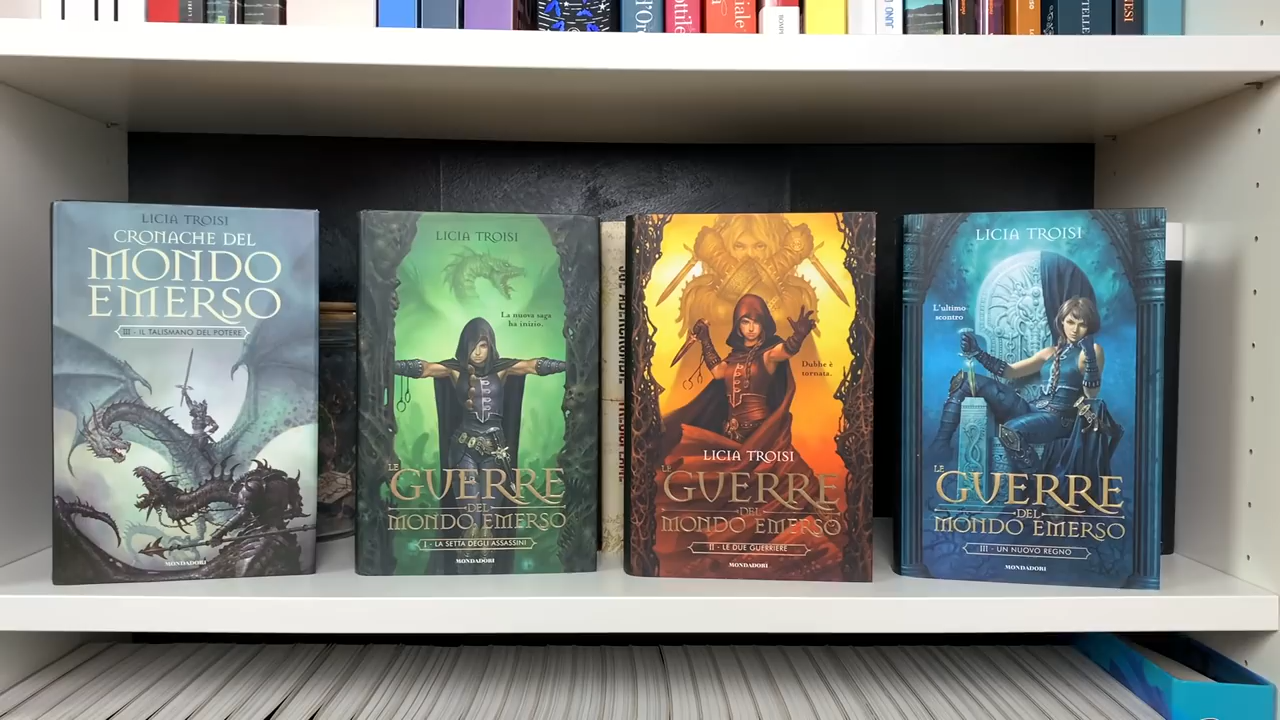 LICIA TROISI
CRONACHE DEL
MONDO
EMERSO
III - IL TALISMANO DEL POTERE
MONDADORI
LICIA TROISI
La nuova saga
ha inizio.
LE
GUERRE
DEL
MONDO EMERSO
I - LA SETTA DEGLI ASSASSINI
MONDADORI
Dubhe è
tornata.
LICIA TROISI
LE
GUERRE
DEL
MONDO EMERSO
II - LE DUE GUERRIERE
MONDADORI
LICIA TROISI
L'ultimo
scontro
LE
GUERRE
DEL
MONDO EMERSO
III - UN NUOVO REGNO
MONDADORI